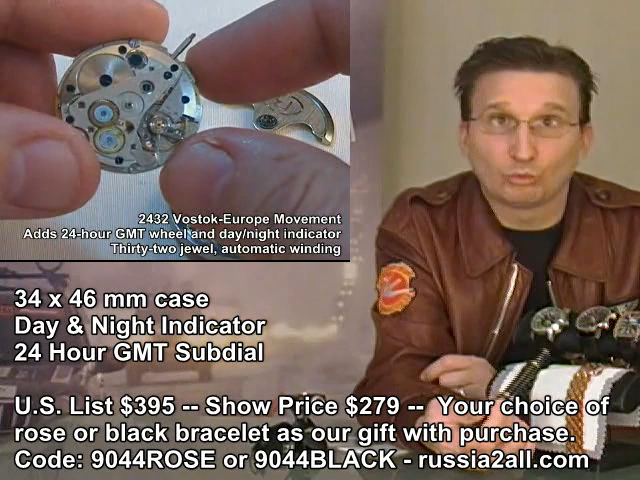 2432 Vostok-Europe Movement
Adds 24-hour GMT wheel and day/night indicator
Thirty-two jewel, automatic winding
34 x 46 mm case
Day & Night Indicator
24 Hour GMT Subdial
U.S. List $395 -- Show Price $279 -- Your choice of
rose or black bracelet as our gift with purchase.
Code: 9044ROSE or 9044BLACK - russia2all.com